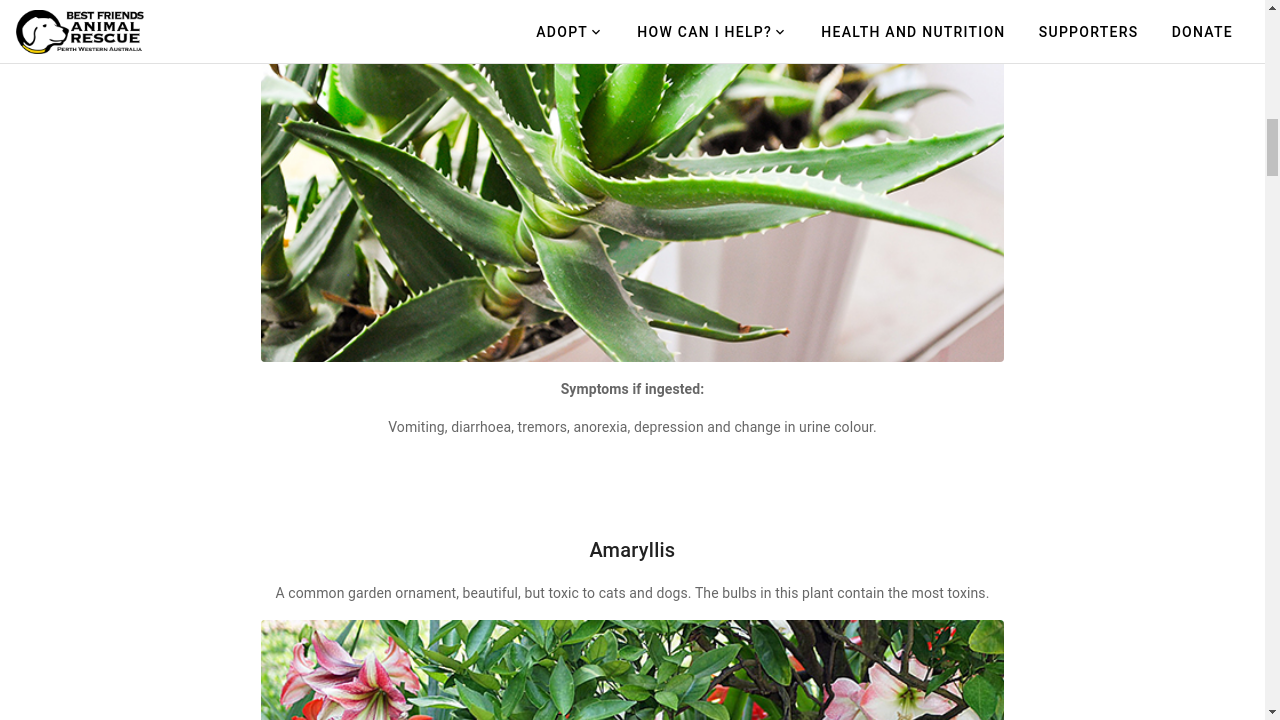 BEST FRIENDS
ANIMAL
RESCUE
PERTH WESTERN AUSTRALIA
ADOPT
HOW CAN I HELP?
HEALTH AND NUTRITION
SUPPORTERS
DONATE
Symptoms if ingested:
Vomiting, diarrhoea, tremors, anorexia, depression and change in urine colour.
Amaryllis
A common garden ornament, beautiful, but toxic to cats and dogs. The bulbs in this plant contain the most toxins.